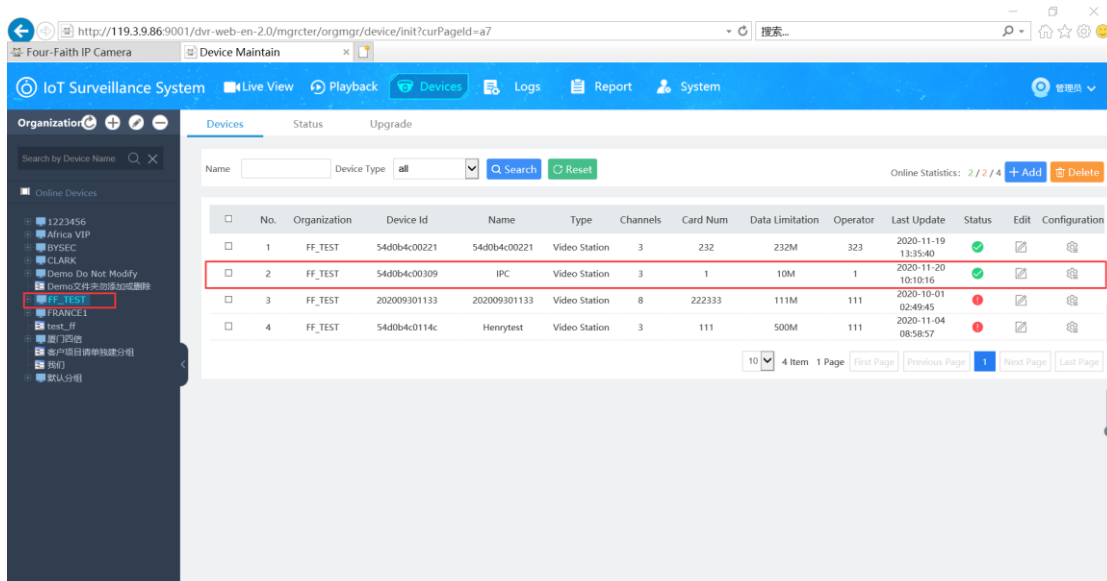 http://119.3.9.86:9001/dvr-web-en-2.0/mgrcter/orgmgr/device/init?curPageId=a7
搜索...
Four-Faith IP Camera
Device Maintain
IoT Surveillance System
Live View
Playback
Devices
Logs
Report
System
管理员
Organization
Devices Status Upgrade
Search by Device Name
Name Device Type all Search Reset Online Statistics: 2 / 2 / 4 Add Delete
Online Devices
1223456
Africa VIP
BYSEC
CLARK
Demo Do Not Modify
Demo文件夹勿添加或删除
FF_TEST
FRANCE1
test_ff
厦门四信
客户项目请单独建分组
我们
默认分组
No. Organization Device Id Name Type Channels Card Num Data Limitation Operator Last Update Status Edit Configuration
1 FF_TEST 54d0b4c00221 54d0b4c00221 Video Station 3 232 232M 323 2020-11-19 13:35:40
2 FF_TEST 54d0b4c00309 IPC Video Station 3 1 10M 1 2020-11-20 10:10:16
3 FF_TEST 202009301133 202009301133 Video Station 8 222333 111M 111 2020-10-01 02:49:45
4 FF_TEST 54d0b4c0114c Henrytest Video Station 3 111 500M 111 2020-11-04 08:58:57
10 4 Item 1 Page First Page Previous Page 1 Next Page Last Page